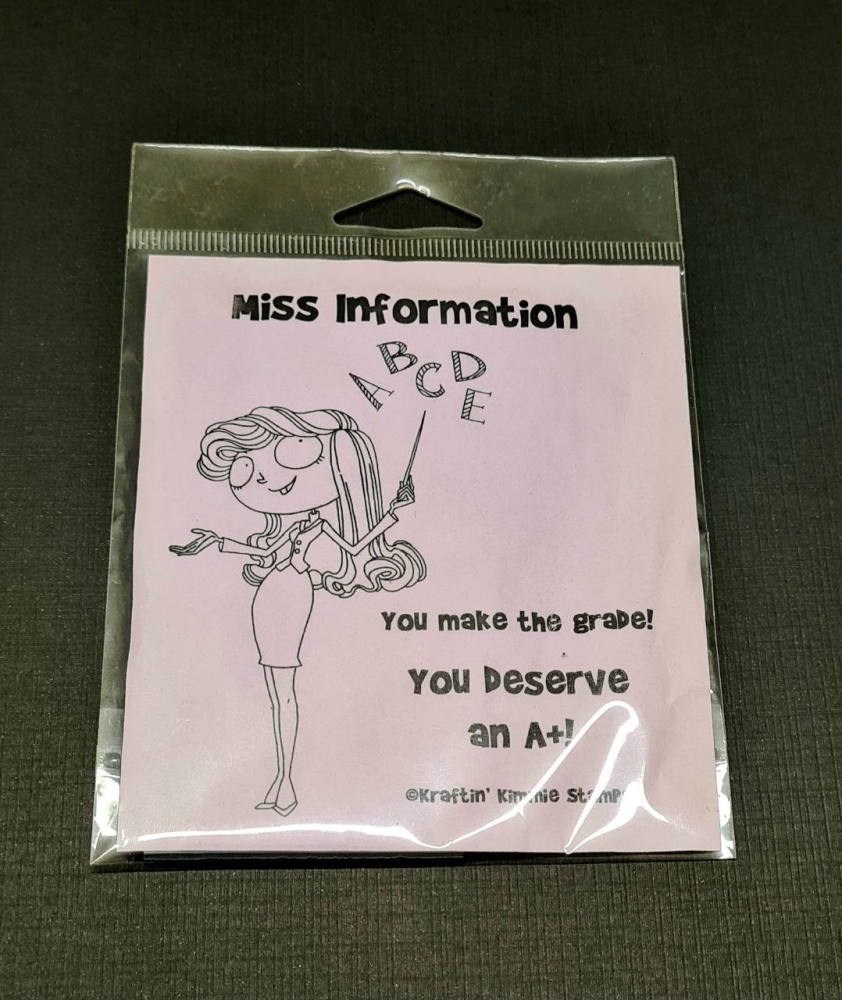 Miss Information
A B C D E
You make the grade!
You Deserve
an A+!
©Kraftin' Kimmie Stamps